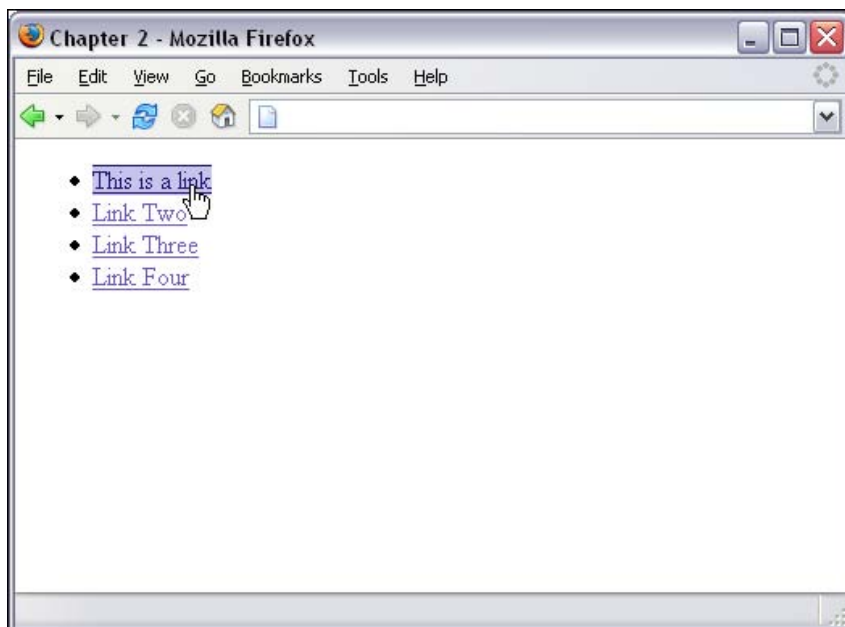 Chapter 2 - Mozilla Firefox
File Edit View Go Bookmarks Tools Help
This is a link
Link Two
Link Three
Link Four